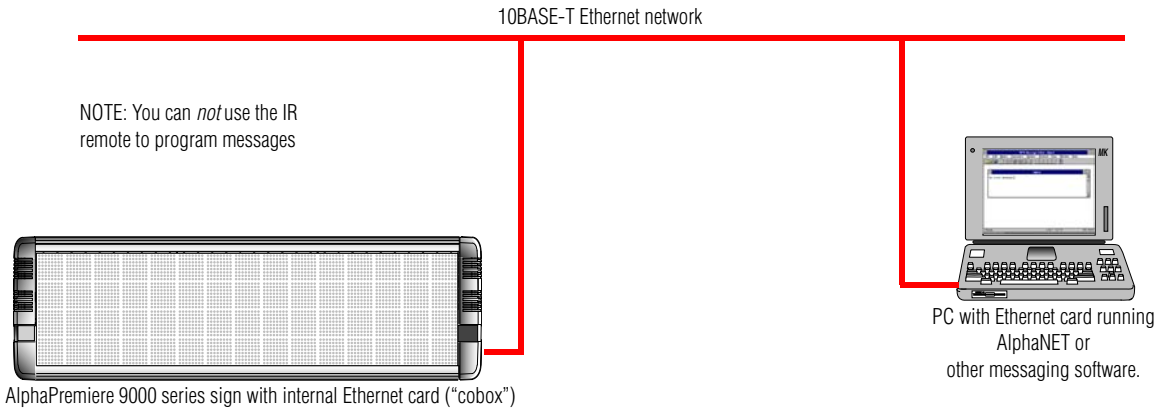 10BASE-T Ethernet network
NOTE: You can not use the IR
remote to program messages
MK
PC with Ethernet card running
AlphaNET or
other messaging software.
AlphaPremiere 9000 series sign with internal Ethernet card (“cobox”)